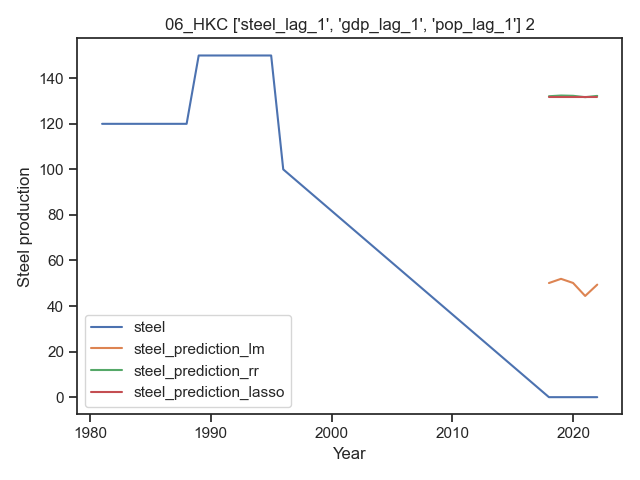 06_HKC ['steel_lag_1', 'gdp_lag_1', 'pop_lag_1'] 2
Steel production
140
120
100
80
60
40
20
0
steel
steel_prediction_lm
steel_prediction_rr
steel_prediction_lasso
1980
1990
2000
2010
2020
Year